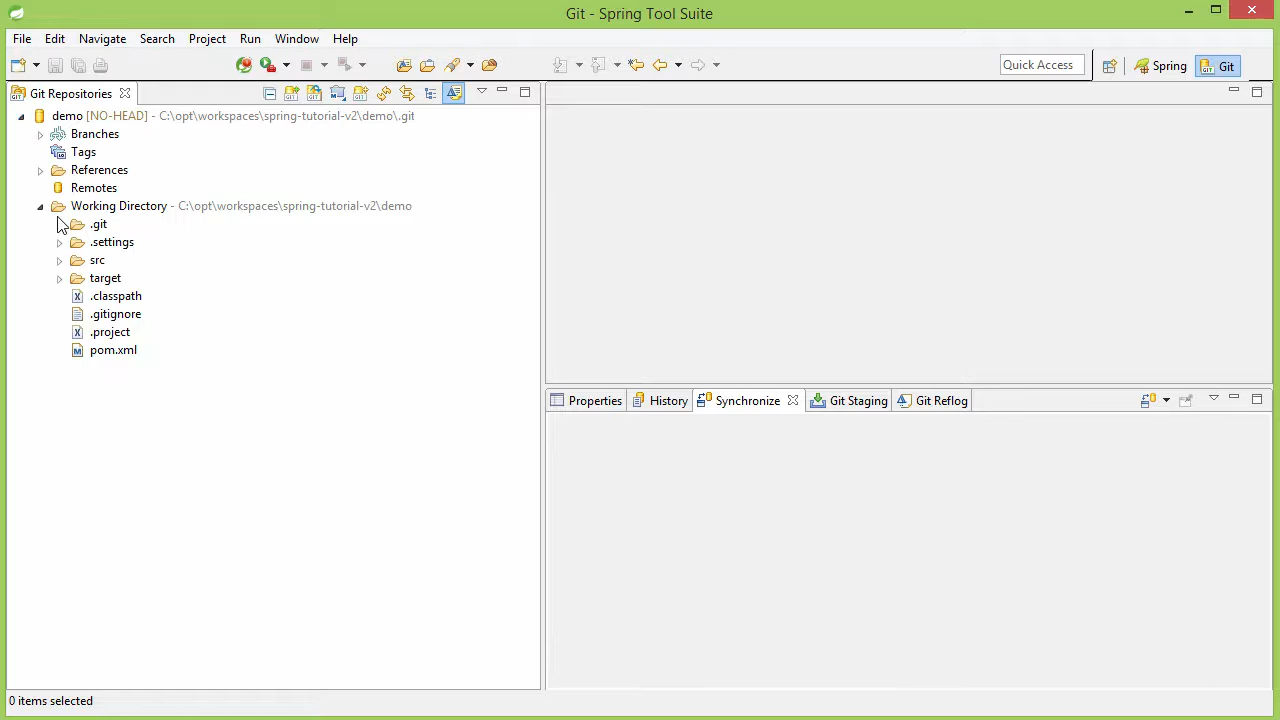 Git - Spring Tool Suite
File Edit Navigate Search Project Run Window Help
Quick Access Spring Git
Git Repositories
demo [NO-HEAD] - C:\opt\workspaces\spring-tutorial-v2\demo\.git
Branches
Tags
References
Remotes
Working Directory - C:\opt\workspaces\spring-tutorial-v2\demo
.git
.settings
src
target
.classpath
.gitignore
.project
pom.xml
Properties History Synchronize Git Staging Git Reflog
0 items selected